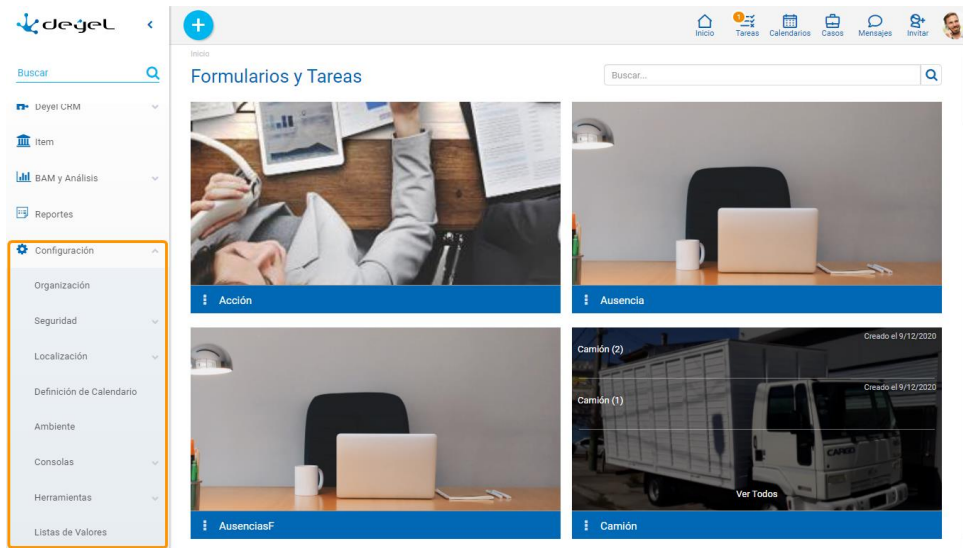 deyel
Buscar
Deyel CRM
Item
BAM y Análisis
Reportes
Configuración
Organización
Seguridad
Localización
Definición de Calendario
Ambiente
Consolas
Herramientas
Listas de Valores
1
Inicio
Tareas
Calendarios
Casos
Mensajes
Invitar
Inicio
Formularios y Tareas
Buscar...
Acción
Ausencia
Creado el 9/12/2020
Camión (2)
Creado el 9/12/2020
Camión (1)
CARGO
Ver Todos
AusenciasF
Camión